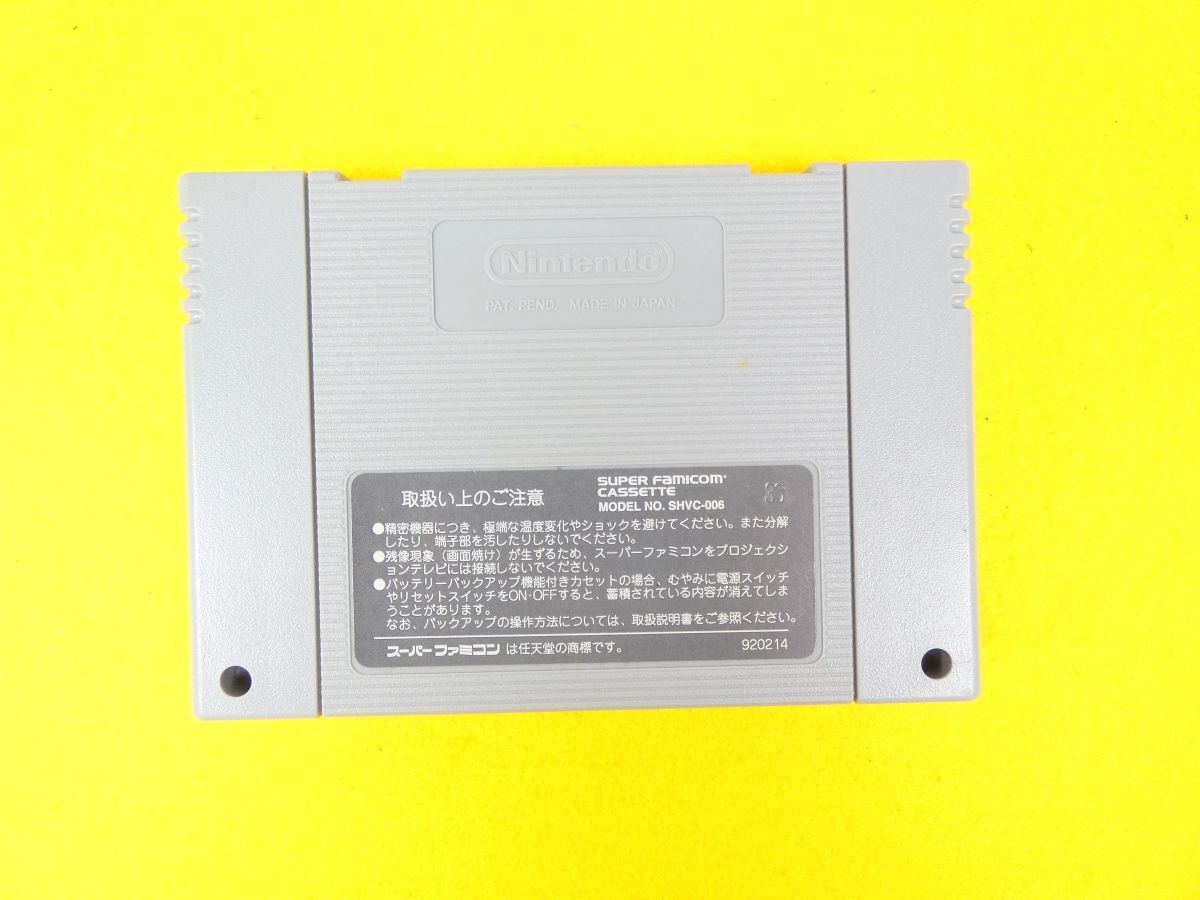 Nintendo®
PAT. PEND. MADE IN JAPAN
取扱い上のご注意
SUPER FAMICOM
CASSETTE
MODEL NO. SHVC-006
●精密機器につき、極端な温度変化やショックを避けてください。また分解
したり、端子部を汚したりしないでください。
●残像現象（画面焼け）が生ずるため、スーパーファミコンをプロジェクシ
ョンテレビには接続しないでください。
●バッテリーバックアップ機能付きカセットの場合、むやみに電源スイッチ
やリセットスイッチをON·OFFすると、蓄積されている内容が消えてしま
うことがあります。
なお、バックアップの操作方法については、取扱説明書をご参照ください。
スーパーファミコン は任天堂の商標です。
920214